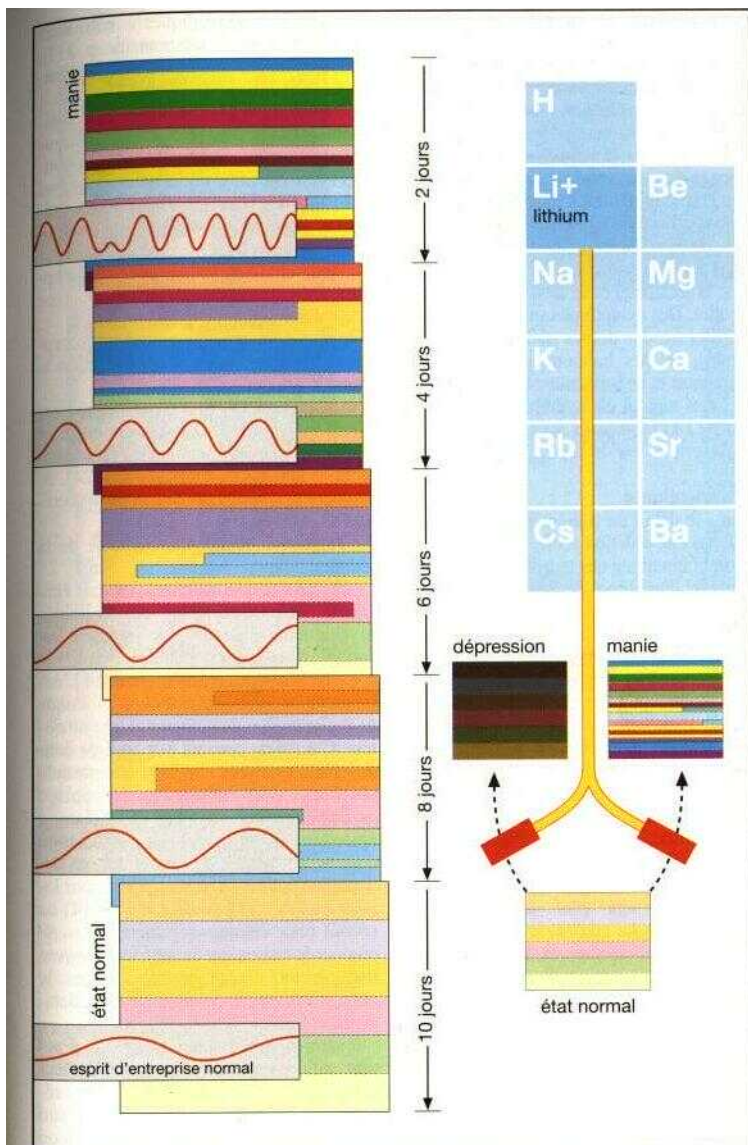 manie
2 jours
4 jours
6 jours
8 jours
état normal
10 jours
esprit d'entreprise normal
H
Li+ Be
lithium
Na Mg
K Ca
Rb Sr
Cs Ba
dépression manie
état normal